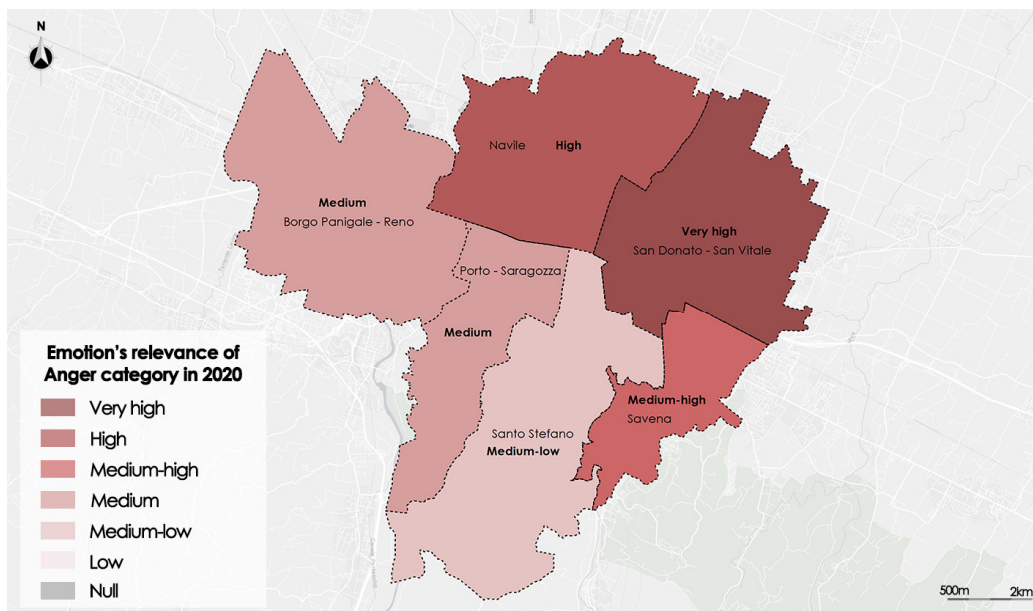 N
Navile High
Medium
Borgo Panigale - Reno
Very high
San Donato - San Vitale
Porto - Saragozza
Medium
Medium-high
Savena
Santo Stefano
Medium-low
Emotion's relevance of
Anger category in 2020
Very high
High
Medium-high
Medium
Medium-low
Low
Null
500m 2km